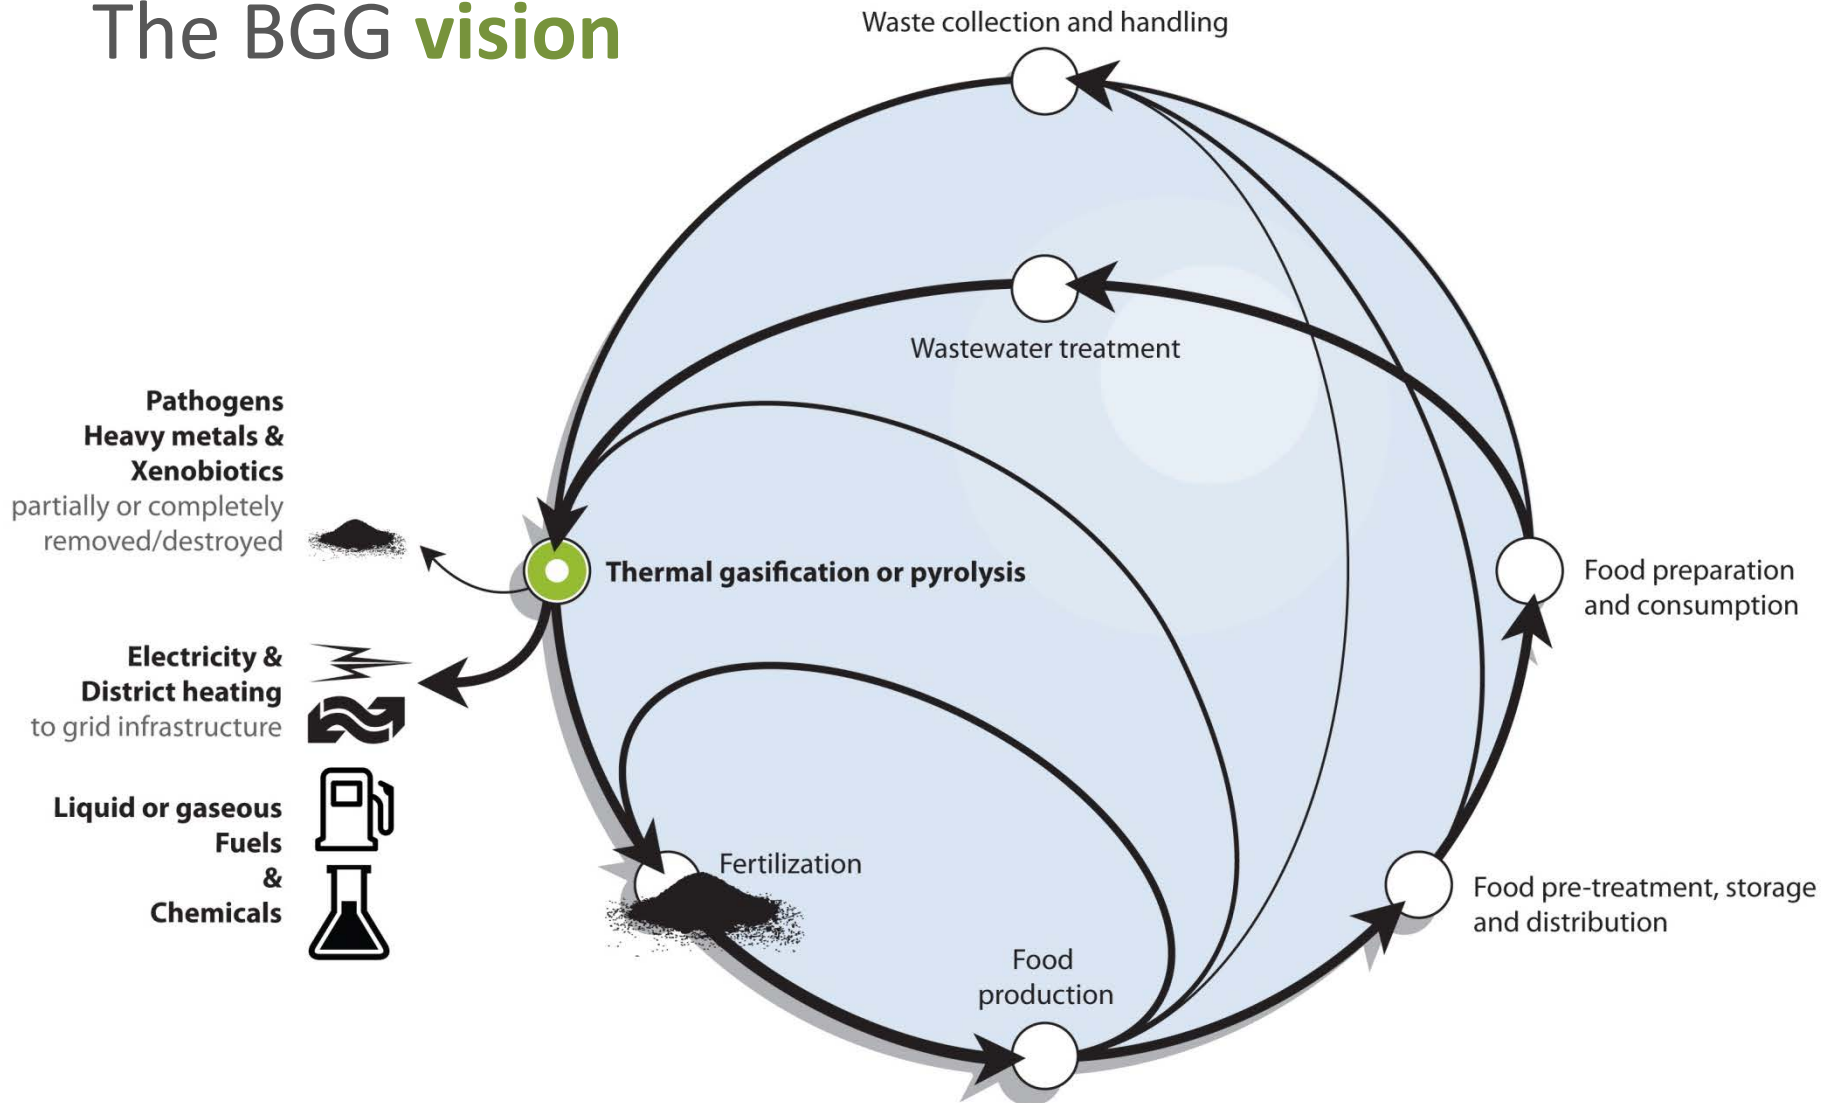 The BGG vision
Waste collection and handling
Wastewater treatment
Pathogens
Heavy metals &
Xenobiotics
partially or completely
removed/destroyed
Thermal gasification or pyrolysis
Food preparation
and consumption
Electricity &
District heating
to grid infrastructure
Liquid or gaseous
Fuels
&
Chemicals
Fertilization
Food pre-treatment, storage
and distribution
Food
production